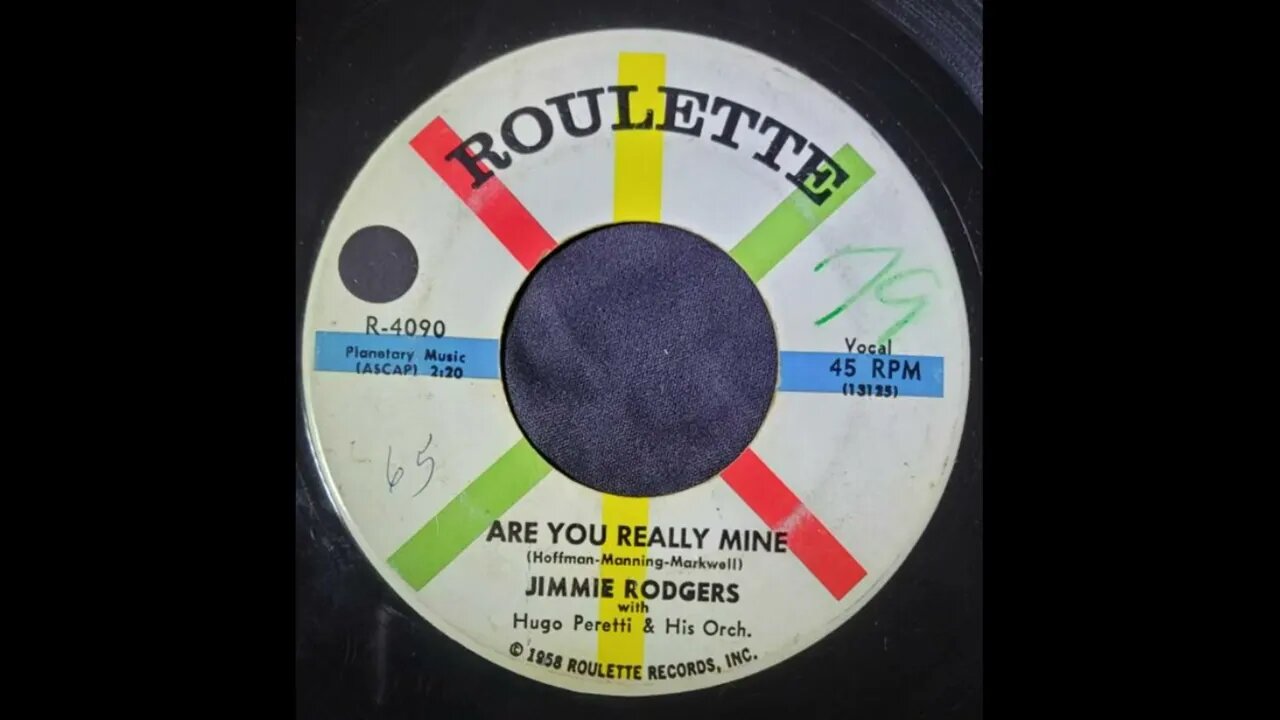 ROULETTE
R-4090
Planetary Music
(ASCAP) 2:20
Vocal
45 RPM
(13125)
65
ARE YOU REALLY MINE
(Hoffman-Manning-Markwell)
JIMMIE RODGERS
with
Hugo Peretti & His Orch.
© 1958 ROULETTE RECORDS, INC.